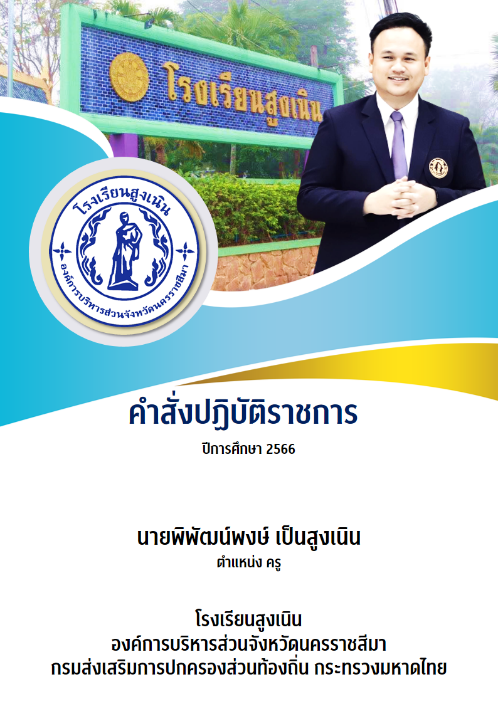 โรงเรียนสูงเนิน
โรงเรียนสูงเนิน
องค์การบริหารส่วนจังหวัดนครราชสีมา
คำสั่งปฏิบัติราชการ
ปีการศึกษา 2566
นายพิพัฒน์พงษ์ เป็นสูงเนิน
ตำแหน่ง ครู
โรงเรียนสูงเนิน
องค์การบริหารส่วนจังหวัดนครราชสีมา
กรมส่งเสริมการปกครองส่วนท้องถิ่น กระทรวงมหาดไทย